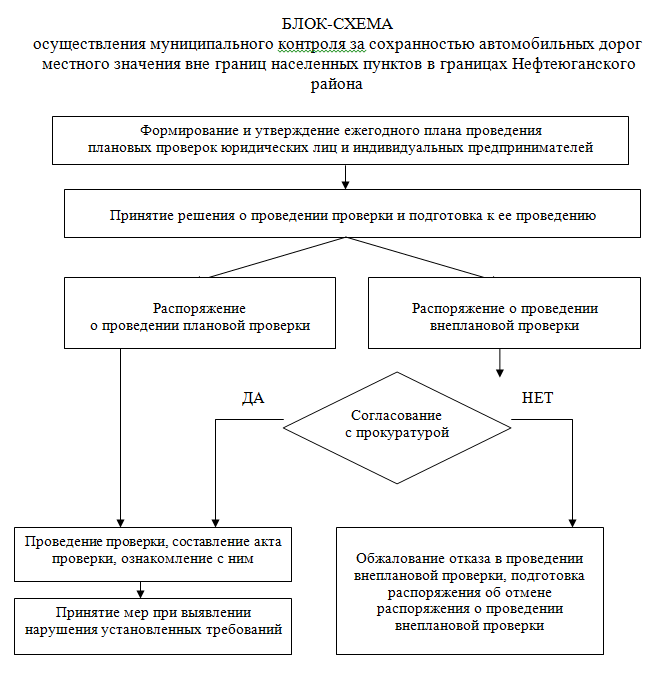 БЛОК-СХЕМА
осуществления муниципального контроля за сохранностью автомобильных дорог
местного значения вне границ населенных пунктов в границах Нефтеюганского
района
Формирование и утверждение ежегодного плана проведения
плановых проверок юридических лиц и индивидуальных предпринимателей
Принятие решения о проведении проверки и подготовка к ее проведению
Распоряжение
о проведении плановой проверки
Распоряжение о проведении
внеплановой проверки
ДА
НЕТ
Согласование
с прокуратурой
Проведение проверки, составление акта
проверки, ознакомление с ним
Принятие мер при выявлении
нарушения установленных требований
Обжалование отказа в проведении
внеплановой проверки, подготовка
распоряжения об отмене
распоряжения о проведении
внеплановой проверки